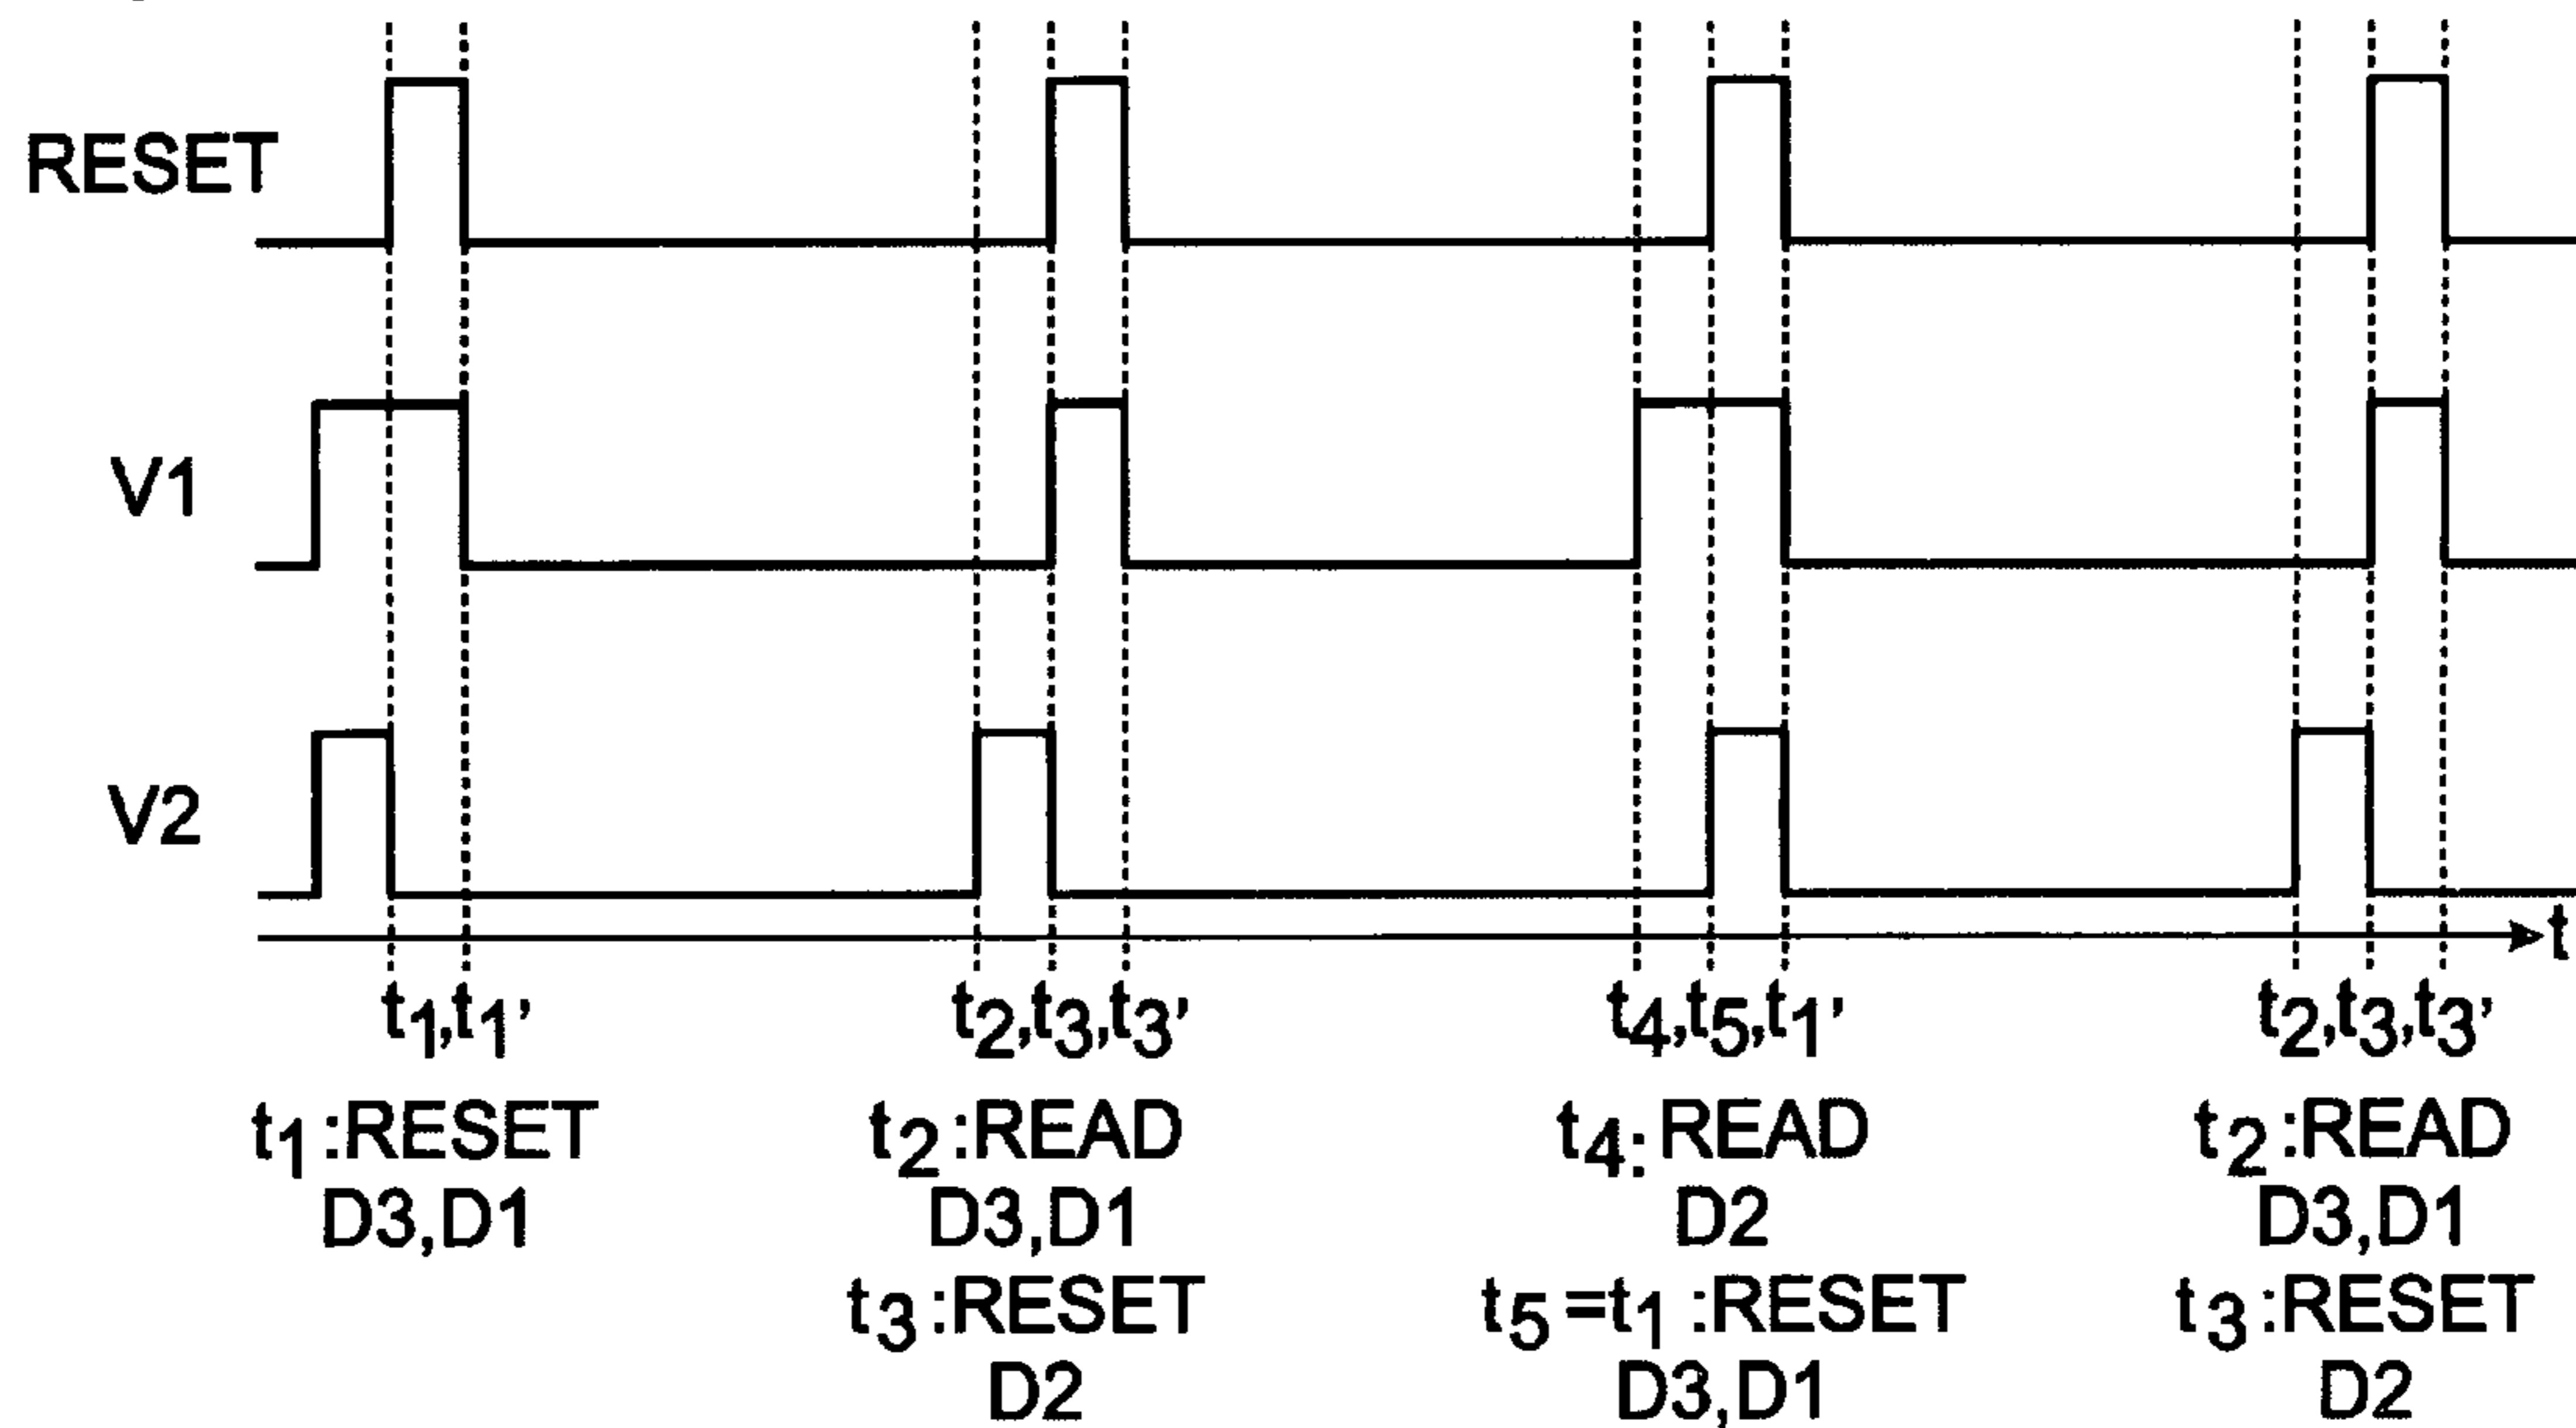 RESET
V1
V2
t
t1,t1'
t2,t3,t3'
t4,t5,t1'
t2,t3,t3'
t1:RESET
D3,D1
t2:READ
D3,D1
t3:RESET
D2
t4:READ
D2
t5=t1:RESET
D3,D1
t2:READ
D3,D1
t3:RESET
D2